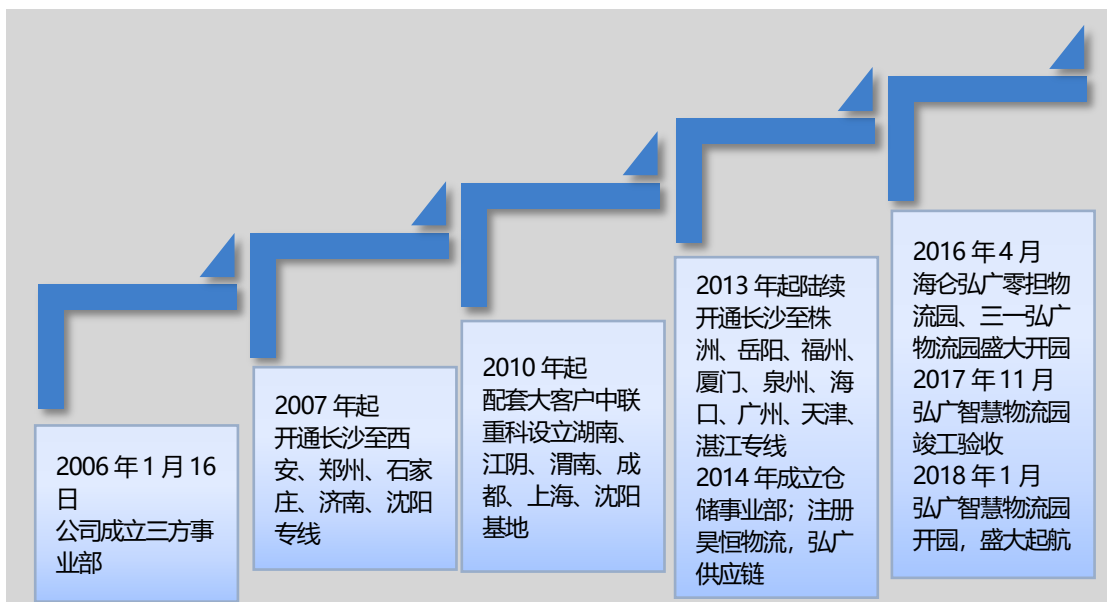 2006 年 1 月 16
日
公司成立三方事
业部
2007 年起
开通长沙至西
安、郑州、石家
庄、济南、沈阳
专线
2010 年起
配套大客户中联
重科设立湖南、
江阴、渭南、成
都、上海、沈阳
基地
2013 年起陆续
开通长沙至株
洲、岳阳、福州、
厦门、泉州、海
口、广州、天津、
湛江专线
2014 年成立仓
储事业部；注册
昊恒物流，弘广
供应链
2016 年 4 月
海仑弘广零担物
流园、三一弘广
物流园盛大开园
2017 年 11 月
弘广智慧物流园
竣工验收
2018 年 1 月
弘广智慧物流园
开园，盛大起航